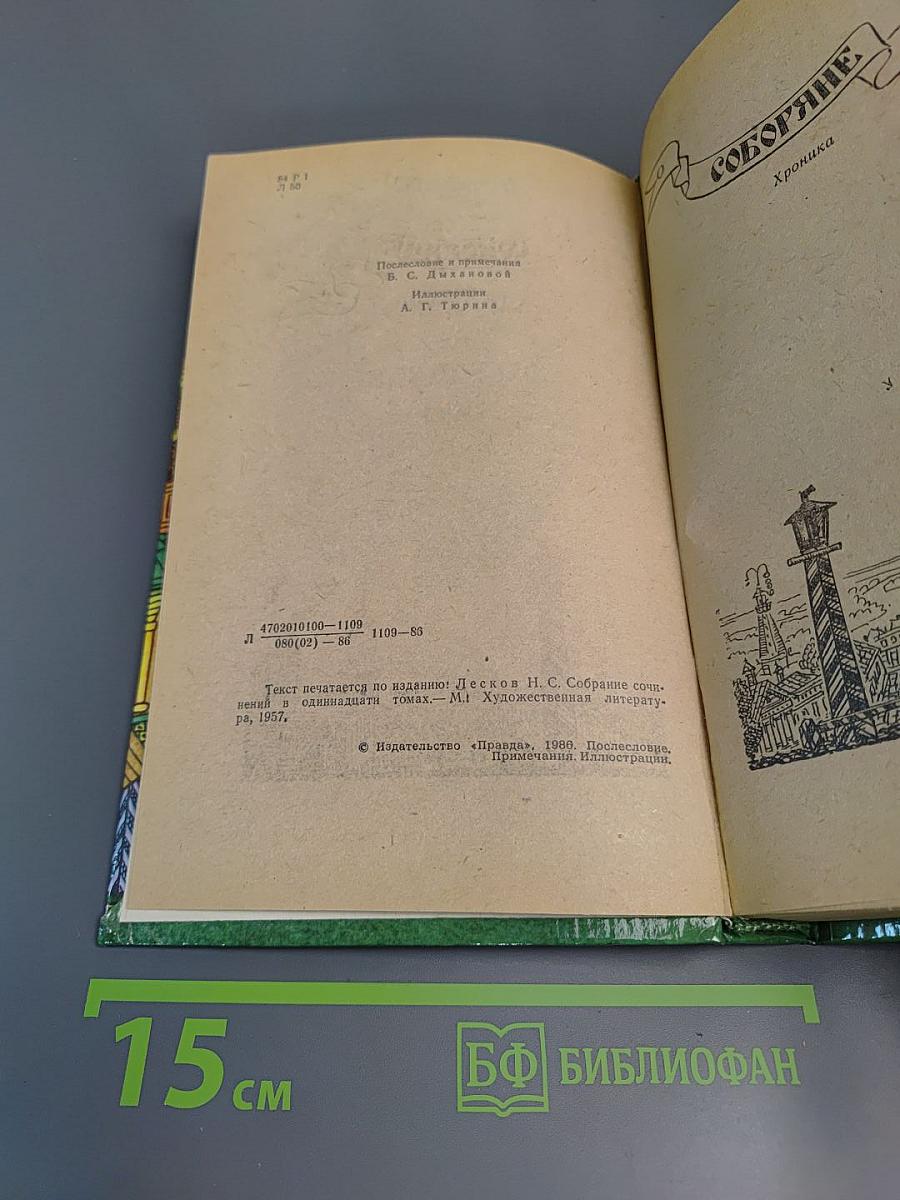 84 Р 1
Л 50
Послесловие и примечания
Б. С. Дыхановой
Иллюстрации
А. Г. Тюрина
Л 4702010100—1109
080(02) — 86
1109—86
Текст печатается по изданию: Лесков Н. С. Собрание сочи-
нений в одиннадцати томах.— М.: Художественная литерату-
ра, 1957.
© Издательство «Правда», 1986. Послесловие.
Примечания. Иллюстрации.
СОБОРЯНЕ
Хроника
15 см
БФ БИБЛИОФАН